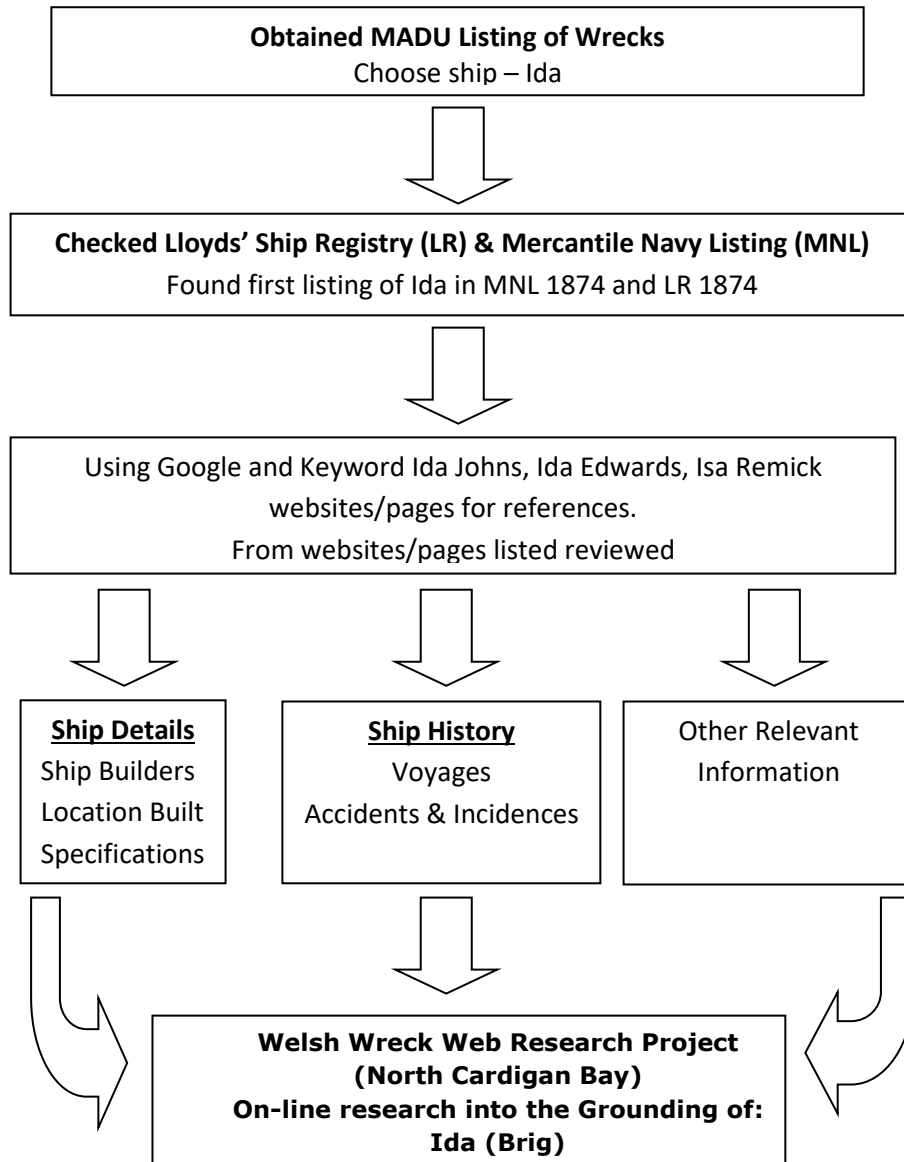 Obtained MADU Listing of Wrecks
Choose ship – Ida
Checked Lloyds’ Ship Registry (LR) & Mercantile Navy Listing (MNL)
Found first listing of Ida in MNL 1874 and LR 1874
Using Google and Keyword Ida Johns, Ida Edwards, Isa Remick
websites/pages for references.
From websites/pages listed reviewed
Ship Details
Ship Builders
Location Built
Specifications
Ship History
Voyages
Accidents & Incidences
Other Relevant
Information
Welsh Wreck Web Research Project
(North Cardigan Bay)
On-line research into the Grounding of:
Ida (Brig)